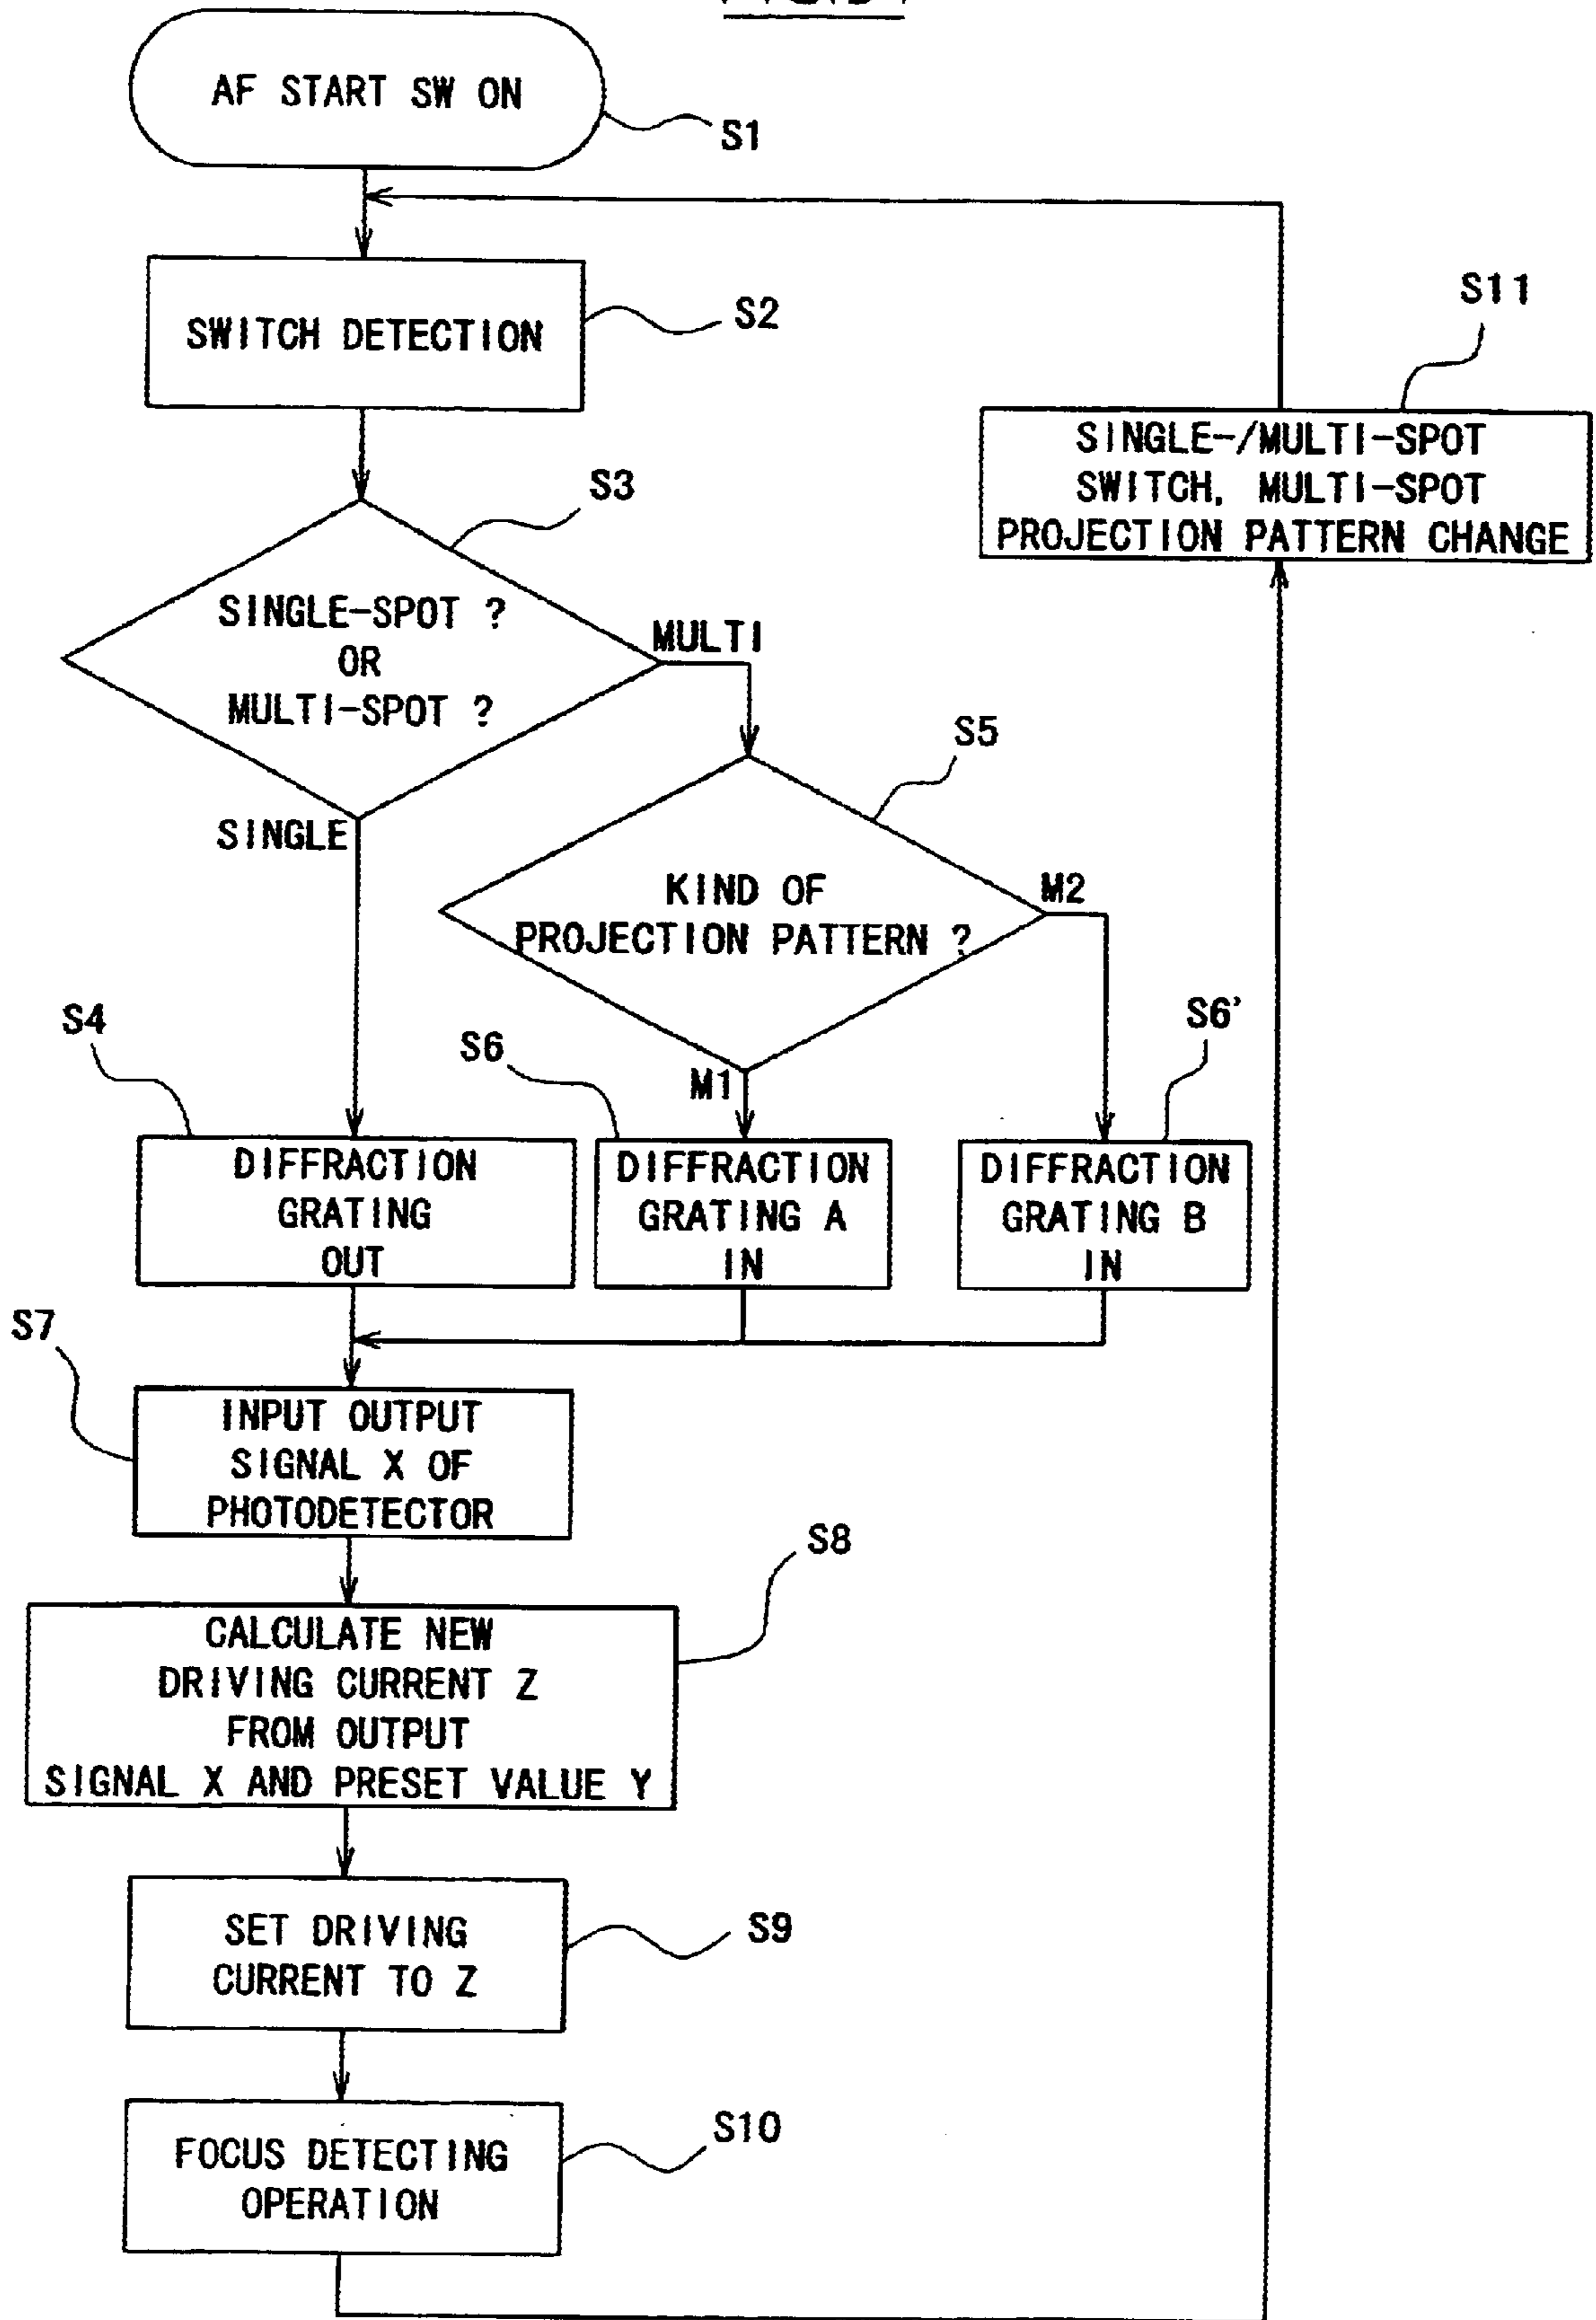 AF START SW ON
S1
SWITCH DETECTION
S2
S11
SINGLE-/MULTI-SPOT
SWITCH, MULTI-SPOT
PROJECTION PATTERN CHANGE
S3
SINGLE-SPOT ?
OR
MULTI-SPOT ?
MULTI
SINGLE
S5
KIND OF
PROJECTION PATTERN ?
M2
M1
S4
DIFFRACTION
GRATING
OUT
S6
DIFFRACTION
GRATING A
IN
S6'
DIFFRACTION
GRATING B
IN
S7
INPUT OUTPUT
SIGNAL X OF
PHOTODETECTOR
S8
CALCULATE NEW
DRIVING CURRENT Z
FROM OUTPUT
SIGNAL X AND PRESET VALUE Y
SET DRIVING
CURRENT TO Z
S9
FOCUS DETECTING
OPERATION
S10